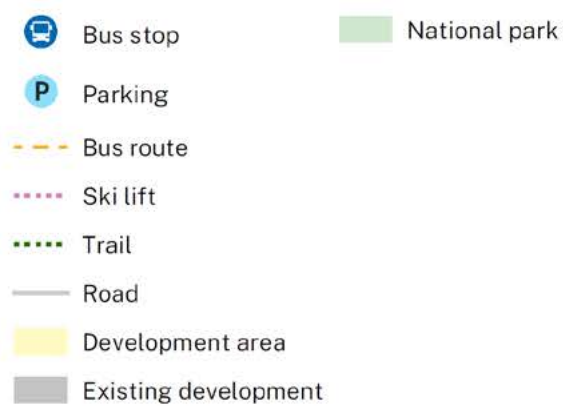 Bus stop
P
Parking
Bus route
Ski lift
Trail
Road
Development area
Existing development
National park